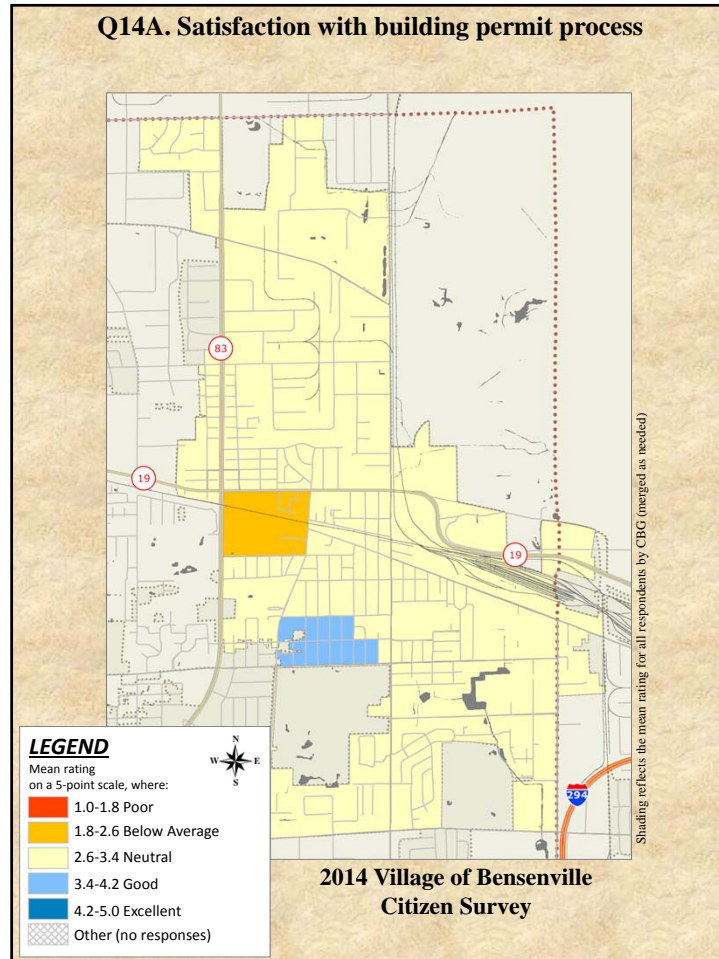 Q14A. Satisfaction with building permit process
83
19
19
294
Shading reflects the mean rating for all respondents by CBG (merged as needed)
LEGEND
Mean rating
on a 5-point scale, where:
N
W E
S
1.0-1.8 Poor
1.8-2.6 Below Average
2.6-3.4 Neutral
3.4-4.2 Good
4.2-5.0 Excellent
Other (no responses)
2014 Village of Bensenville
Citizen Survey